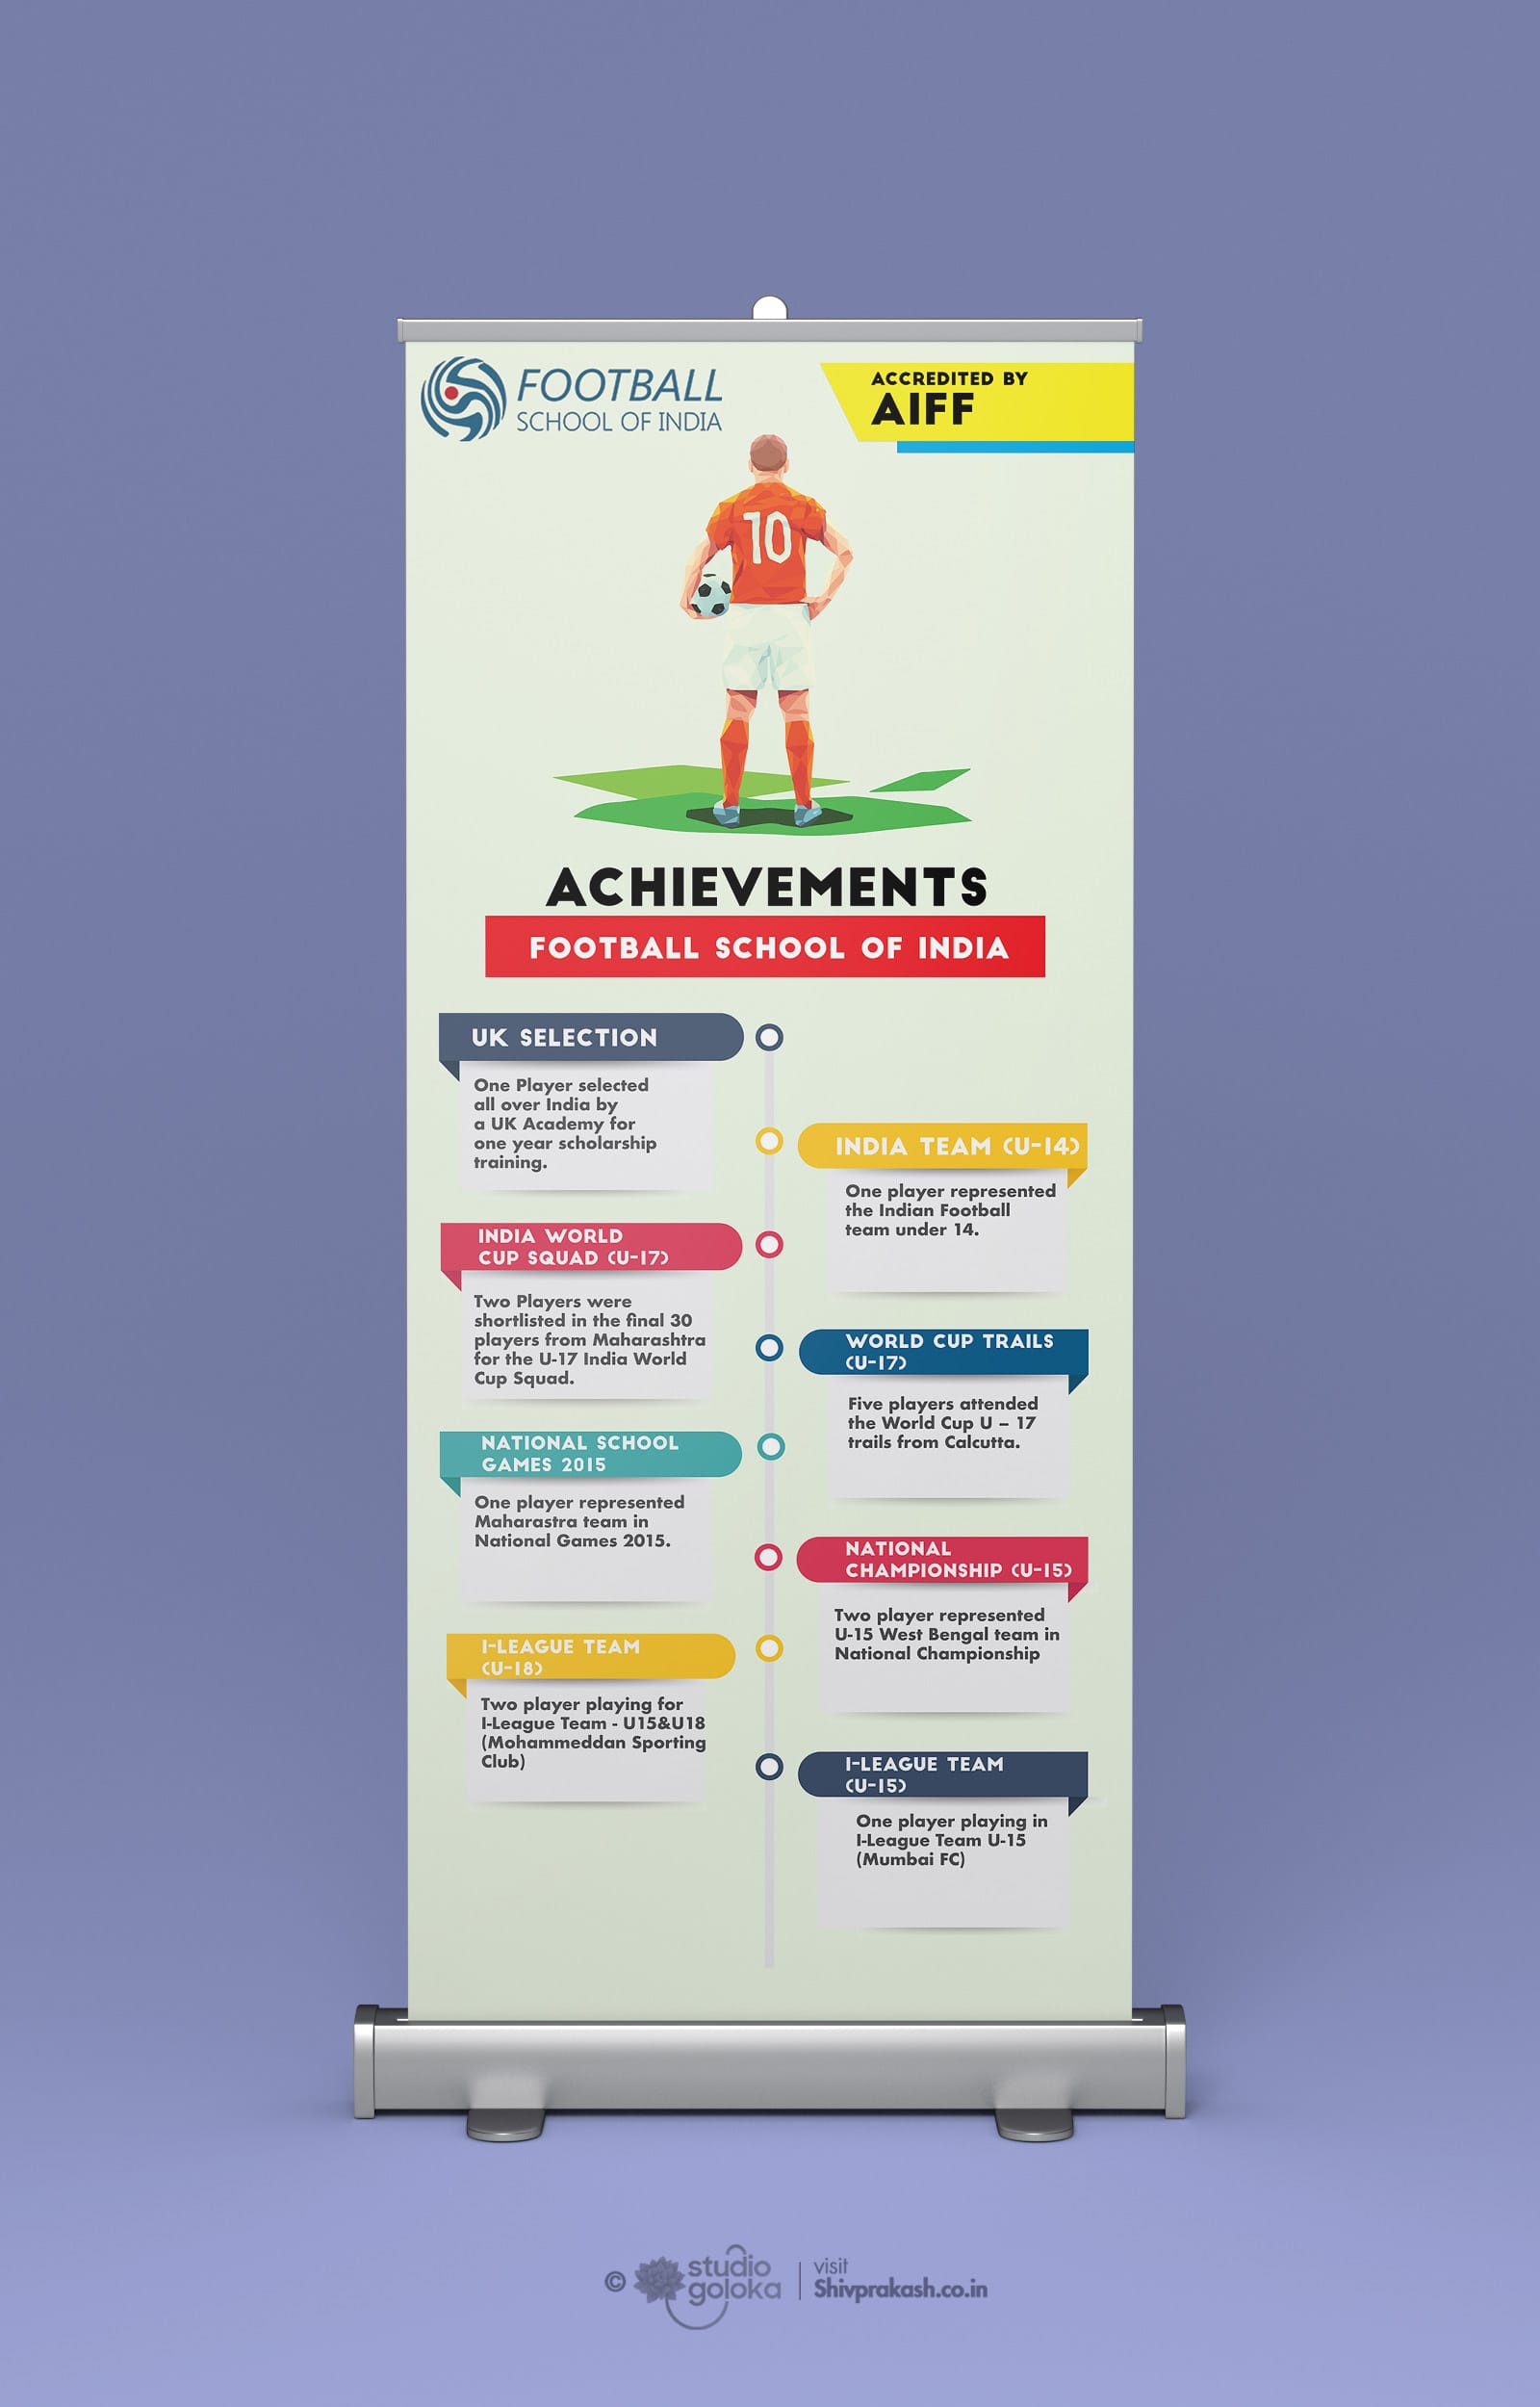 FOOTBALL
SCHOOL OF INDIA
ACCREDITED BY
AIFF
10
ACHIEVEMENTS
FOOTBALL SCHOOL OF INDIA
UK SELECTION
One Player selected
all over India by
a UK Academy for
one year scholarship
training.
INDIA TEAM (U-14)
One player represented
the Indian Football
team under 14.
INDIA WORLD
CUP SQUAD (U-17)
Two Players were
shortlisted in the final 30
players from Maharashtra
for the U-17 India World
Cup Squad.
WORLD CUP TRAILS
(U-17)
Five players attended
the World Cup U – 17
trails from Calcutta.
NATIONAL SCHOOL
GAMES 2015
One player represented
Maharastra team in
National Games 2015.
NATIONAL
CHAMPIONSHIP (U-15)
Two player represented
U-15 West Bengal team in
National Championship
I-LEAGUE TEAM
(U-18)
Two player playing for
I-League Team - U15&U18
(Mohammeddan Sporting
Club)
I-LEAGUE TEAM
(U-15)
One player playing in
I-League Team U-15
(Mumbai FC)
© studio
goloka
visit
Shivprakash.co.in